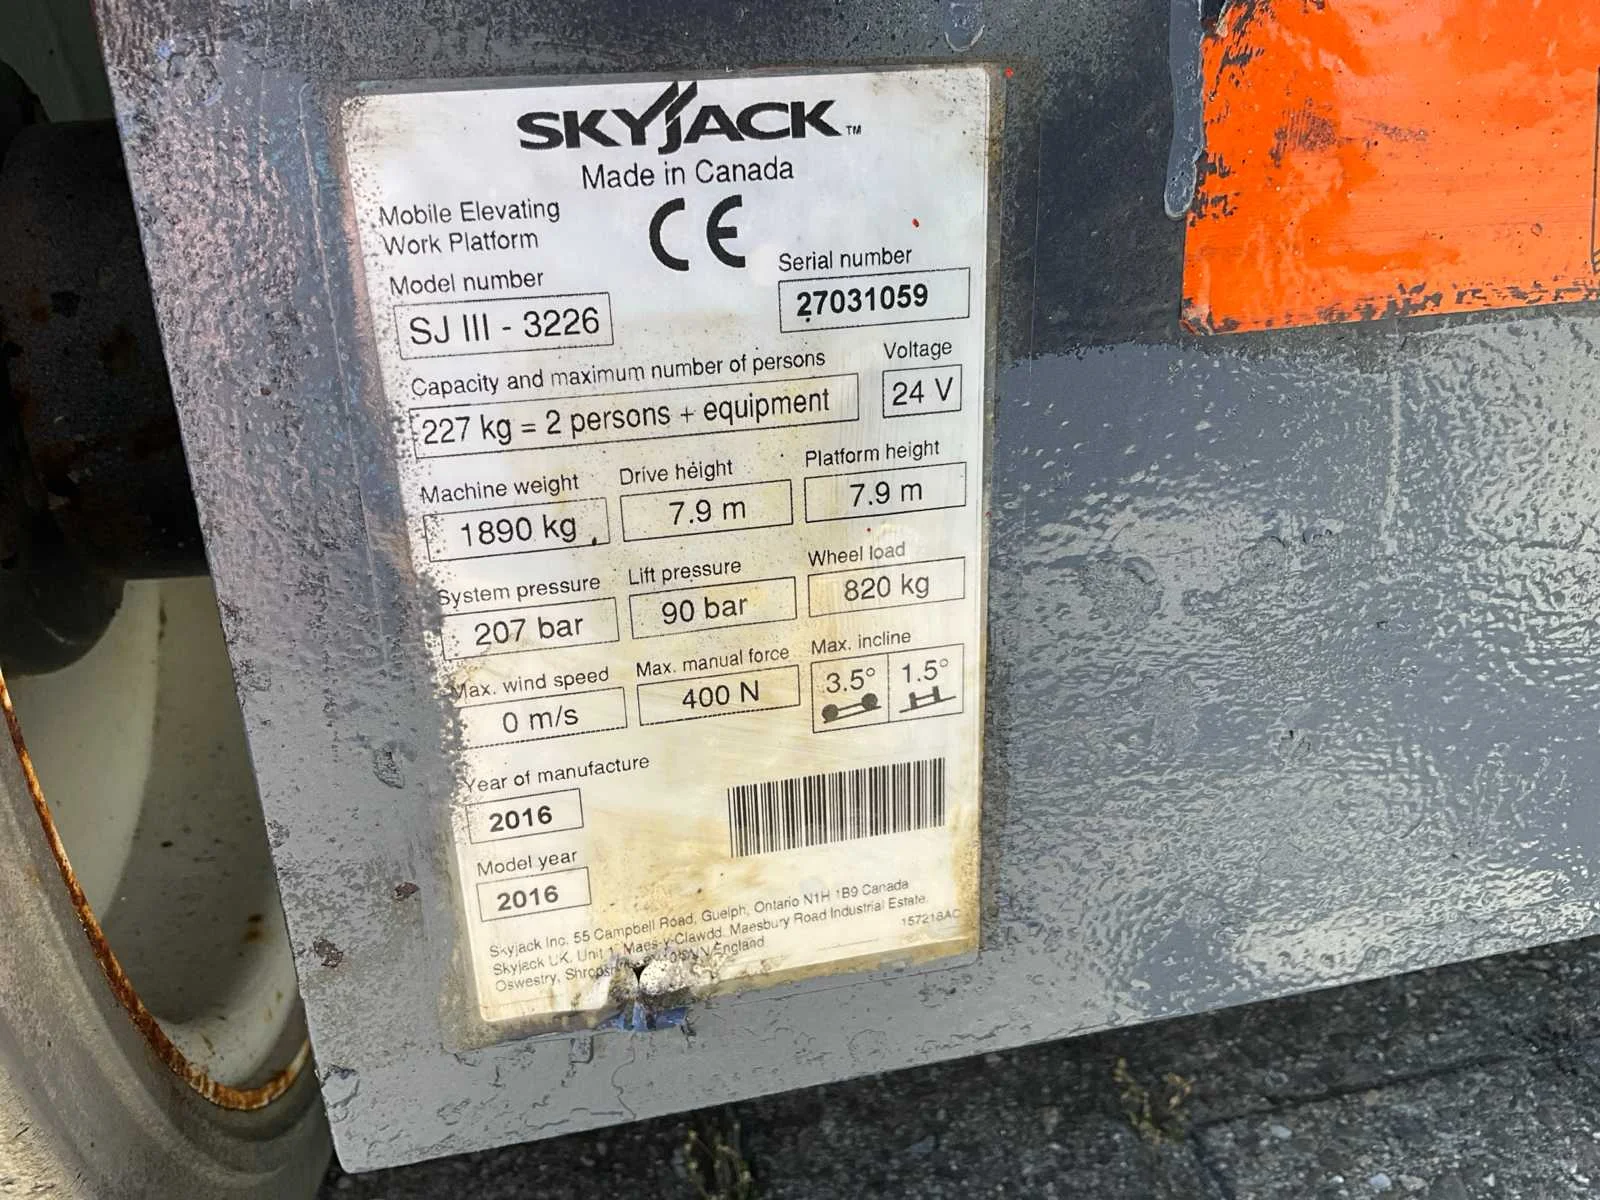 SKYJACK™
Made in Canada
Mobile Elevating
Work Platform
CE
Model number
SJ III - 3226
Serial number
27031059
Capacity and maximum number of persons
227 kg = 2 persons + equipment
Voltage
24 V
Machine weight
1890 kg
Drive height
7.9 m
Platform height
7.9 m
System pressure
207 bar
Lift pressure
90 bar
Wheel load
820 kg
Max. wind speed
0 m/s
Max. manual force
400 N
Max. incline
3.5° 1.5°
Year of manufacture
2016
Model year
2016
Skyjack Inc. 55 Campbell Road, Guelph, Ontario N1H 1B9 Canada
Skyjack UK. Unit 1 Maes-y-Clawdd. Maesbury Road Industrial Estate.
Oswestry, England
157218AC